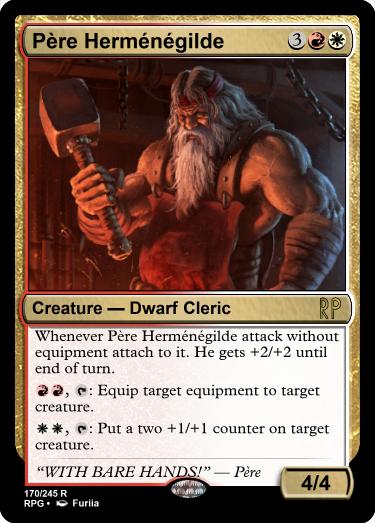 Père Herménégilde 3
Creature — Dwarf Cleric RP
Whenever Père Herménégilde attack without
equipment attach to it. He gets +2/+2 until
end of turn.
: Equip target equipment to target
creature.
: Put a two +1/+1 counter on target
creature.
“WITH BARE HANDS!” — Père
4/4
170/245 R
RPG • Furiia